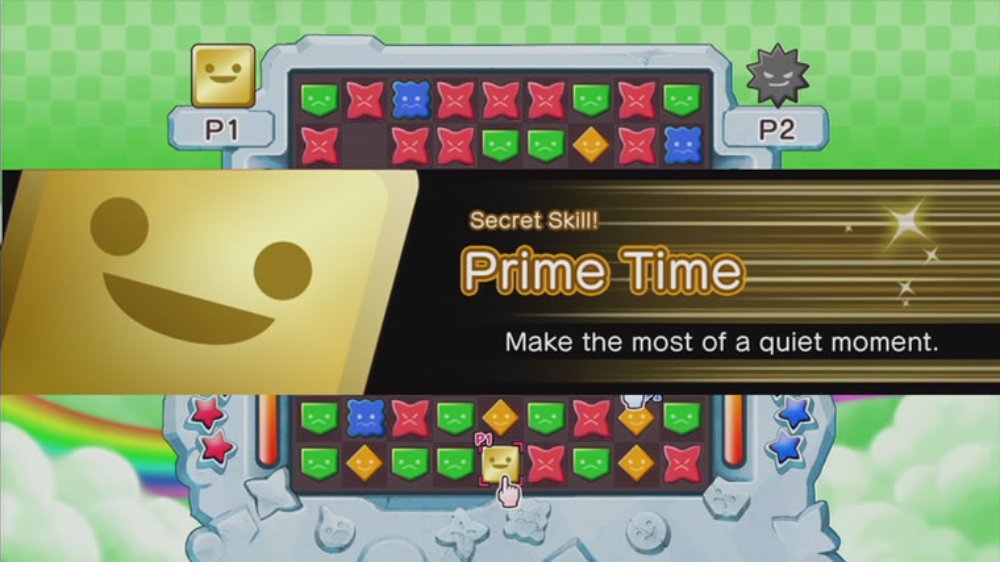 P1
P2
Secret Skill!
Prime Time
Make the most of a quiet moment.
P1